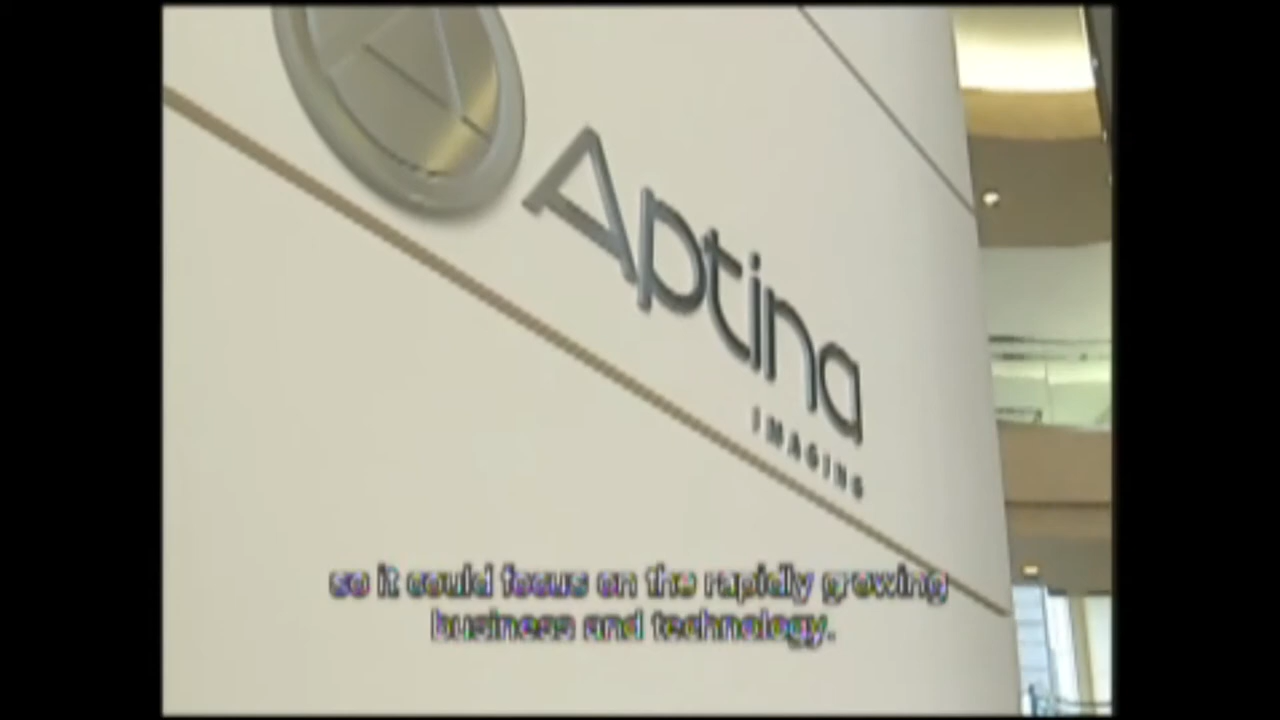 Aptina
IMAGING
so it could focus on the rapidly growing
business and technology.